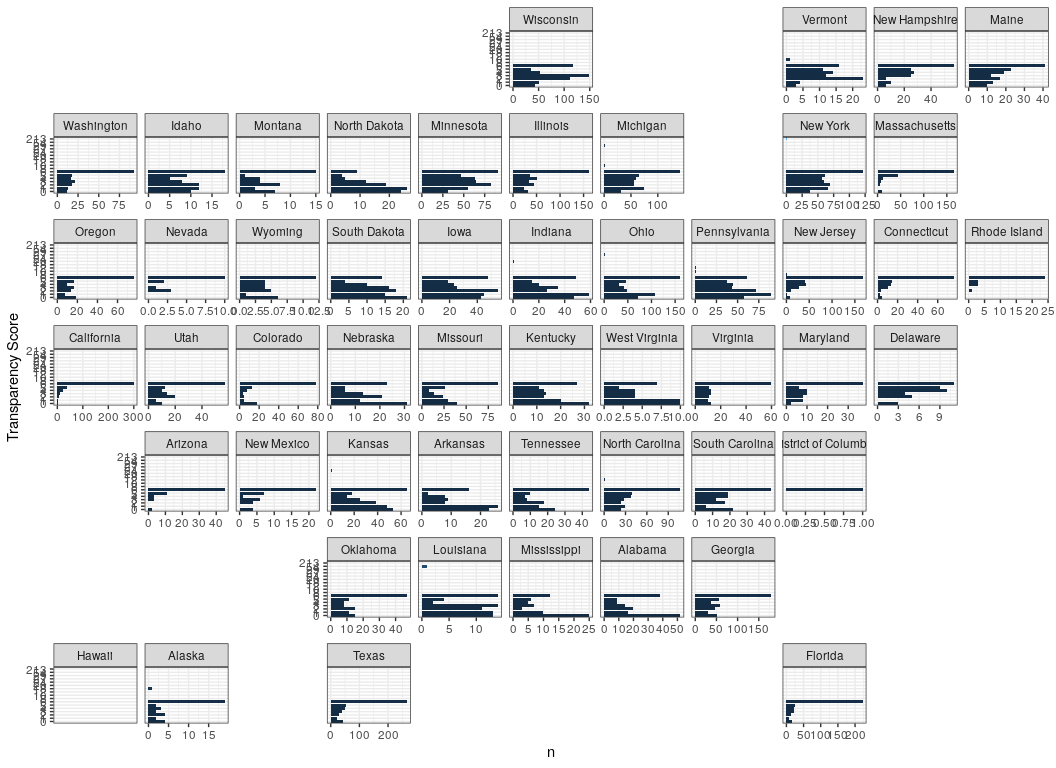 Wisconsin Vermont New Hampshire Maine
213
0 50 100 150 0 5 10 15 20 0 20 40 0 10 20 30 40
Washington Idaho Montana North Dakota Minnesota Illinois Michigan New York Massachusetts
213
0 25 50 75 0 5 10 15 0 5 10 15 0 10 20 0 25 50 75 0 50 100 150 0 50 100 0 25 50 75 100 125 0 50 100 150
Oregon Nevada Wyoming South Dakota Iowa Indiana Ohio Pennsylvania New Jersey Connecticut Rhode Island
213
0 20 40 60 0.0 2.5 5.0 7.5 10.0 0.0 2.5 5.0 7.5 10.0 12.5 0 5 10 15 20 0 20 40 0 20 40 60 0 50 100 150 0 25 50 75 0 50 100 150 0 20 40 60 0 5 10 15 20 25
Transparency Score
California Utah Colorado Nebraska Missouri Kentucky West Virginia Virginia Maryland Delaware
213
0 100 200 300 0 20 40 0 20 40 60 80 0 10 20 30 0 25 50 75 0 10 20 30 0.0 2.5 5.0 7.5 10.0 0 20 40 60 0 10 20 30 0 3 6 9
Arizona New Mexico Kansas Arkansas Tennessee North Carolina South Carolina istrict of Columb
213
0 10 20 30 40 0 5 10 15 20 0 20 40 60 0 10 20 0 10 20 30 40 0 30 60 90 0 10 20 30 40 0.00 0.25 0.50 0.75 1.00
Oklahoma Louisiana Mississippi Alabama Georgia
213
0 10 20 30 40 0 5 10 0 5 10 15 20 25 0 10 20 30 40 50 0 50 100 150
Hawaii Alaska Texas Florida
213
0 5 10 15 0 100 200 0 50 100 150 200
n